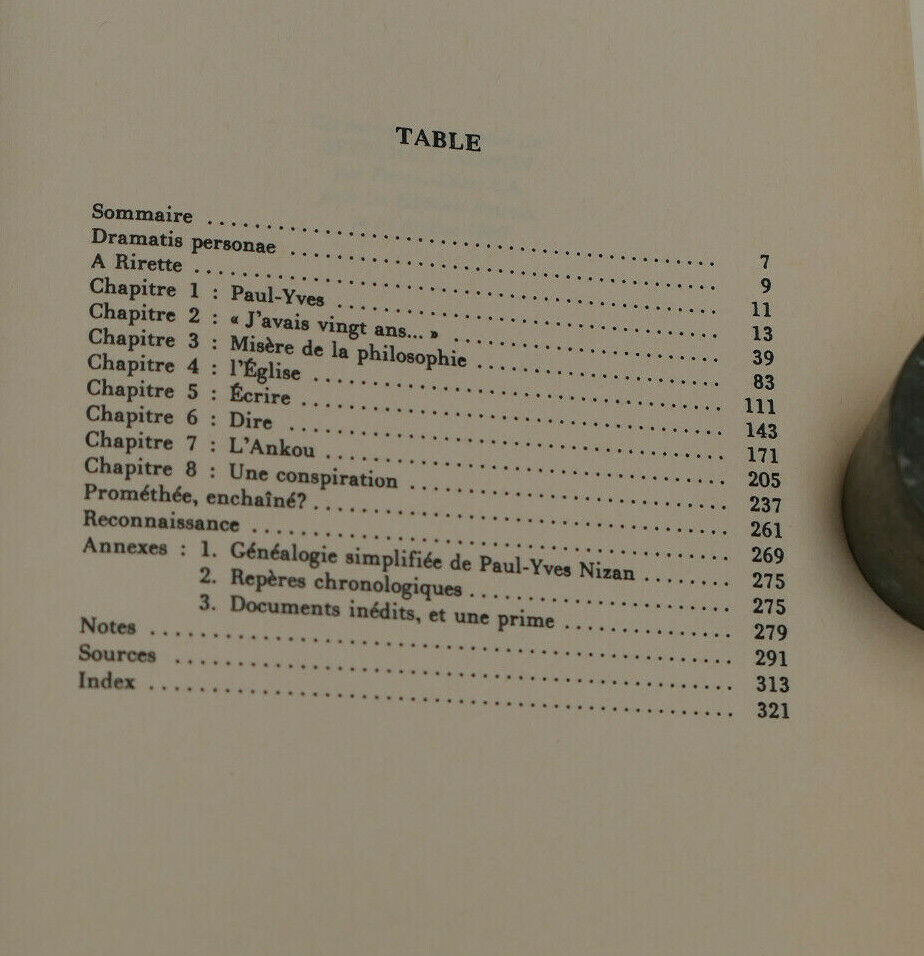 TABLE
Sommaire ........................................ 7
Dramatis personae ........................................ 9
A Rirette ........................................ 11
Chapitre 1 : Paul-Yves ........................................ 13
Chapitre 2 : « J'avais vingt ans... » ........................................ 39
Chapitre 3 : Misère de la philosophie ........................................ 83
Chapitre 4 : l'Église ........................................ 111
Chapitre 5 : Écrire ........................................ 143
Chapitre 6 : Dire ........................................ 171
Chapitre 7 : L'Ankou ........................................ 205
Chapitre 8 : Une conspiration ........................................ 237
Prométhée, enchaîné? ........................................ 261
Reconnaissance ........................................ 269
Annexes : 1. Généalogie simplifiée de Paul-Yves Nizan ........ 275
2. Repères chronologiques ........................ 275
3. Documents inédits, et une prime ................ 279
Notes ........................................ 291
Sources ........................................ 313
Index ........................................ 321